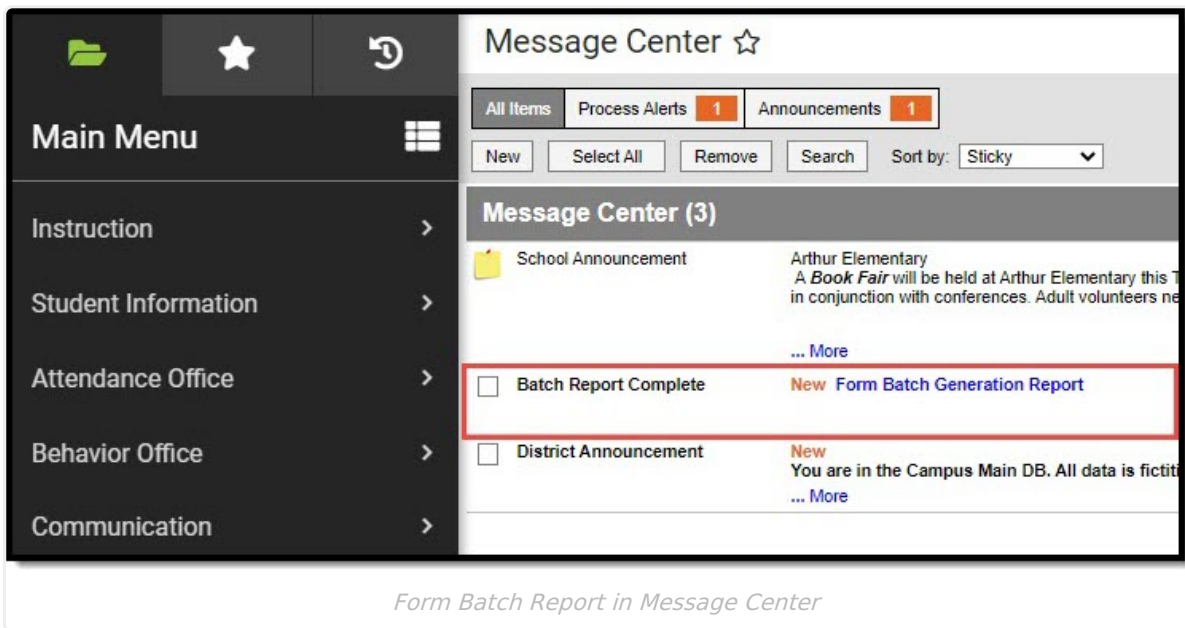 Main Menu
Instruction
Student Information
Attendance Office
Behavior Office
Communication
Message Center
All Items Process Alerts 1 Announcements 1
New Select All Remove Search Sort by: Sticky
Message Center (3)
School Announcement Arthur Elementary
A Book Fair will be held at Arthur Elementary this
in conjunction with conferences. Adult volunteers
... More
Batch Report Complete New Form Batch Generation Report
District Announcement New
You are in the Campus Main DB. All data is
... More
Form Batch Report in Message Center